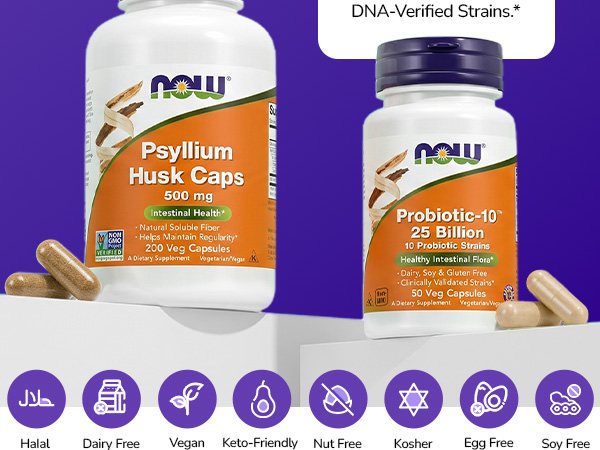 DNA-Verified Strains.*
now®
Psyllium
Husk Caps
500 mg
Intestinal Health*
• Natural Soluble Fiber
• Helps Maintain Regularity*
200 Veg Capsules
A Dietary Supplement Vegetarian/Vegan
NON
GMO
Project
VERIFIED
now®
Probiotic-10™
25 Billion
10 Probiotic Strains
Healthy Intestinal Flora*
• Dairy, Soy & Gluten Free
• Clinically Validated Strains*
50 Veg Capsules
A Dietary Supplement Vegetarian/Vegan
حلال
Halal
Dairy Free
Vegan
Keto-Friendly
Nut Free
Kosher
Egg Free
Soy Free